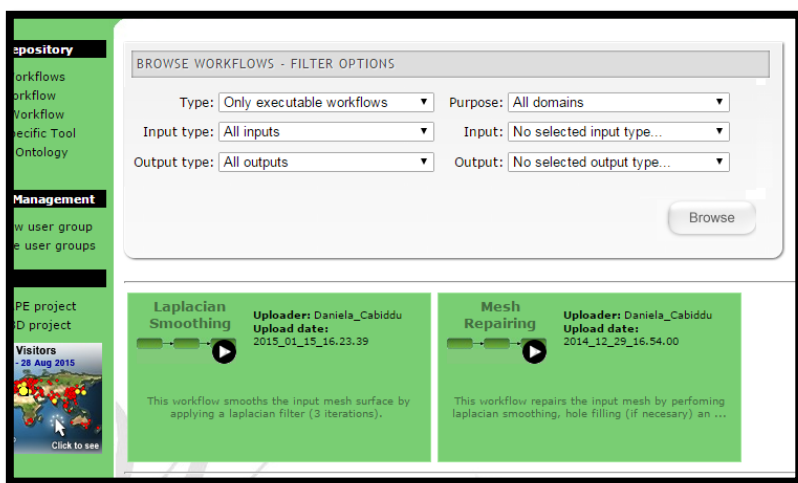 epository
orkflows
orkflow
Workflow
pecific Tool
Ontology
Management
w user group
e user groups
PE project
3D project
Visitors
- 28 Aug 2015
Click to see
BROWSE WORKFLOWS - FILTER OPTIONS
Type: Only executable workflows Purpose: All domains
Input type: All inputs Input: No selected input type...
Output type: All outputs Output: No selected output type...
Browse
Laplacian
Smoothing
Uploader: Daniela_Cabiddu
Upload date:
2015_01_15_16.23.39
This workflow smooths the input mesh surface by
applying a laplacian filter (3 iterations).
Mesh
Repairing
Uploader: Daniela_Cabiddu
Upload date:
2014_12_29_16.54.00
This workflow repairs the input mesh by perfoming
laplacian smoothing, hole filling (if necesary) an ...